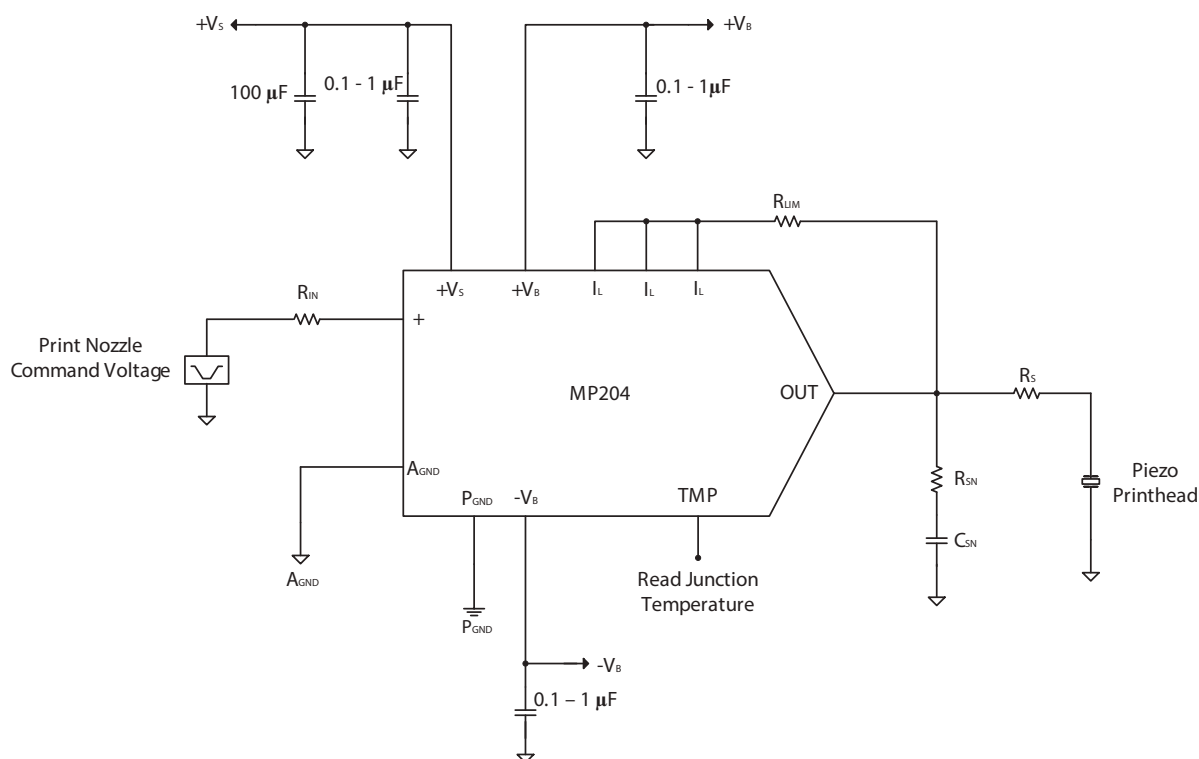 +VS
+VB
100 μF
0.1 - 1 μF
0.1 - 1μF
RLIM
+VS
+VB
IL
IL
IL
RIN
+
Print Nozzle
Command Voltage
MP204
OUT
RS
AGND
PGND
-VB
TMP
RSN
CSN
Piezo
Printhead
AGND
PGND
Read Junction
Temperature
-VB
0.1 – 1 μF